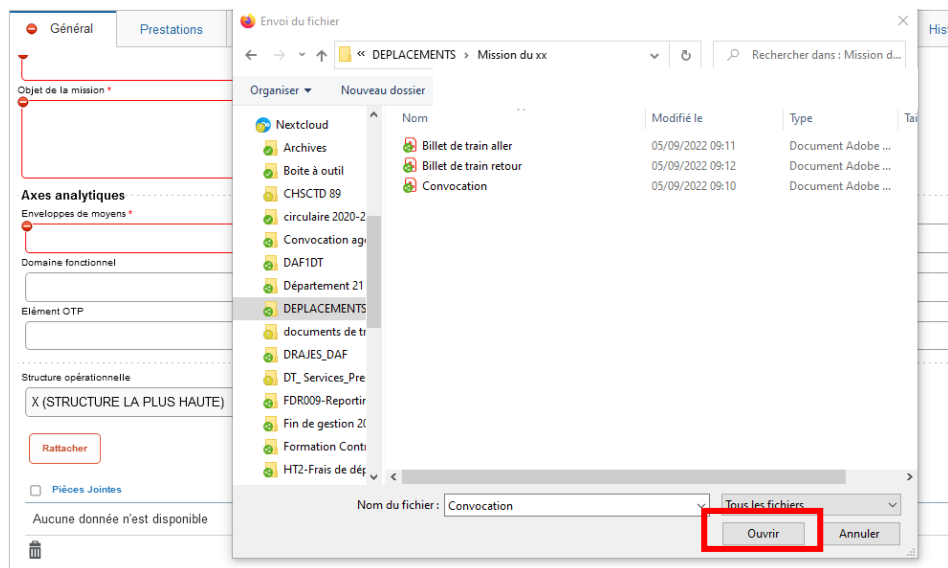 Général
Prestations
His
Objet de la mission *
Axes analytiques
Enveloppes de moyens *
Domaine fonctionnel
Elément OTP
Structure opérationnelle
X (STRUCTURE LA PLUS HAUTE)
Rattacher
Pièces Jointes
Aucune donnée n'est disponible
Envoi du fichier
« DEPLACEMENTS > Mission du xx
Rechercher dans : Mission d...
Organiser
Nouveau dossier
Nextcloud
Archives
Boite à outil
CHSCTD 89
circulaire 2020-2
Convocation age
DAF1DT
Département 21
DEPLACEMENTS
documents de tr
DRAJES_DAF
DT_ Services_Pre
FDR009-Reportin
Fin de gestion 20
Formation Contr
HT2-Frais de dép
Nom Modifié le Type Tai
Billet de train aller 05/09/2022 09:11 Document Adobe ...
Billet de train retour 05/09/2022 09:12 Document Adobe ...
Convocation 05/09/2022 09:10 Document Adobe ...
Nom du fichier : Convocation
Tous les fichiers
Ouvrir
Annuler